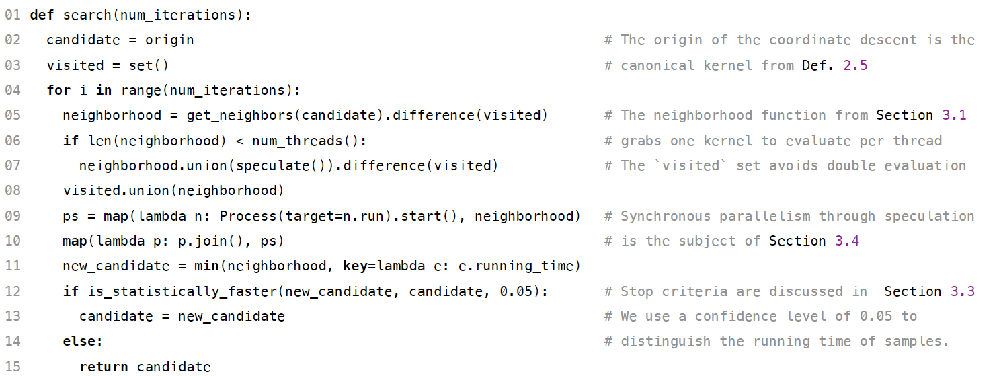 01 def search(num_iterations):
02   candidate = origin # The origin of the coordinate descent is the
03   visited = set() # canonical kernel from Def. 2.5
04   for i in range(num_iterations):
05     neighborhood = get_neighbors(candidate).difference(visited) # The neighborhood function from Section 3.1
06     if len(neighborhood) < num_threads(): # grabs one kernel to evaluate per thread
07       neighborhood.union(speculate()).difference(visited) # The `visited` set avoids double evaluation
08     visited.union(neighborhood)
09     ps = map(lambda n: Process(target=n.run).start(), neighborhood) # Synchronous parallelism through speculation
10     map(lambda p: p.join(), ps) # is the subject of Section 3.4
11     new_candidate = min(neighborhood, key=lambda e: e.running_time)
12     if is_statistically_faster(new_candidate, candidate, 0.05): # Stop criteria are discussed in  Section 3.3
13       candidate = new_candidate # We use a confidence level of 0.05 to
14     else: # distinguish the running time of samples.
15       return candidate